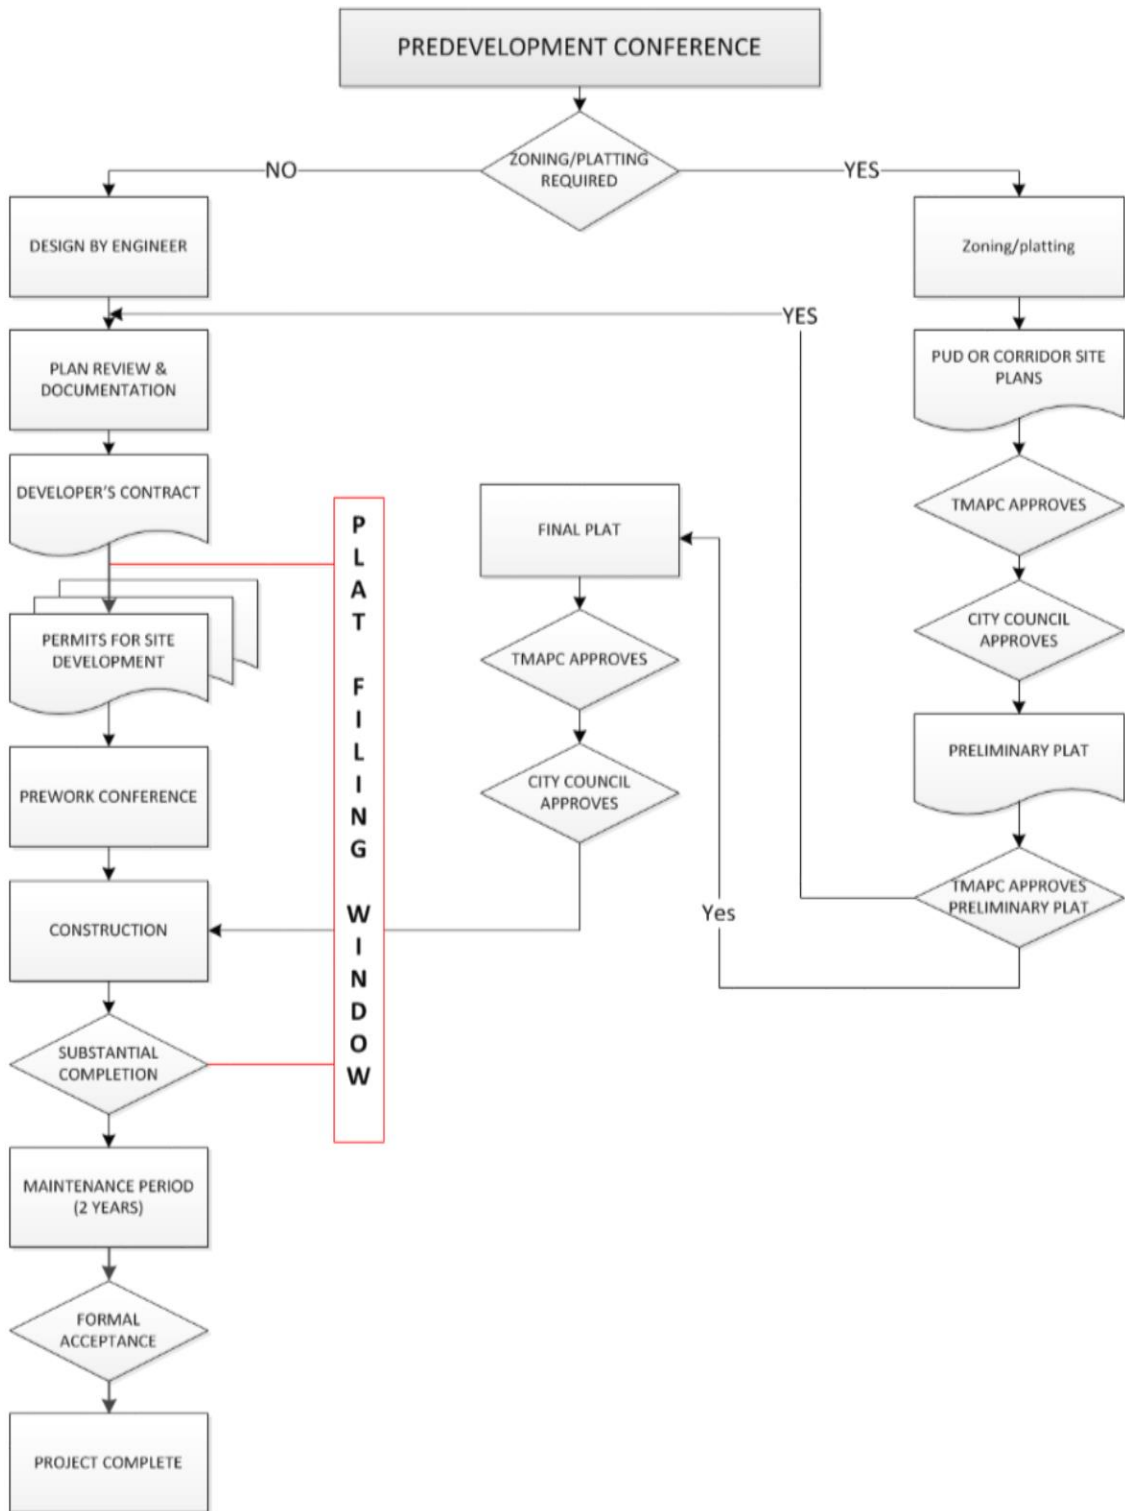 PREDEVELOPMENT CONFERENCE
ZONING/PLATTING
REQUIRED
NO
YES
DESIGN BY ENGINEER
Zoning/platting
YES
PLAN REVIEW &
DOCUMENTATION
PUD OR CORRIDOR SITE
PLANS
DEVELOPER'S CONTRACT
PLAT FILING WINDOW
FINAL PLAT
TMAPC APPROVES
PERMITS FOR SITE
DEVELOPMENT
TMAPC APPROVES
CITY COUNCIL
APPROVES
PREWORK CONFERENCE
CITY COUNCIL
APPROVES
PRELIMINARY PLAT
CONSTRUCTION
Yes
TMAPC APPROVES
PRELIMINARY PLAT
SUBSTANTIAL
COMPLETION
MAINTENANCE PERIOD
(2 YEARS)
FORMAL
ACCEPTANCE
PROJECT COMPLETE